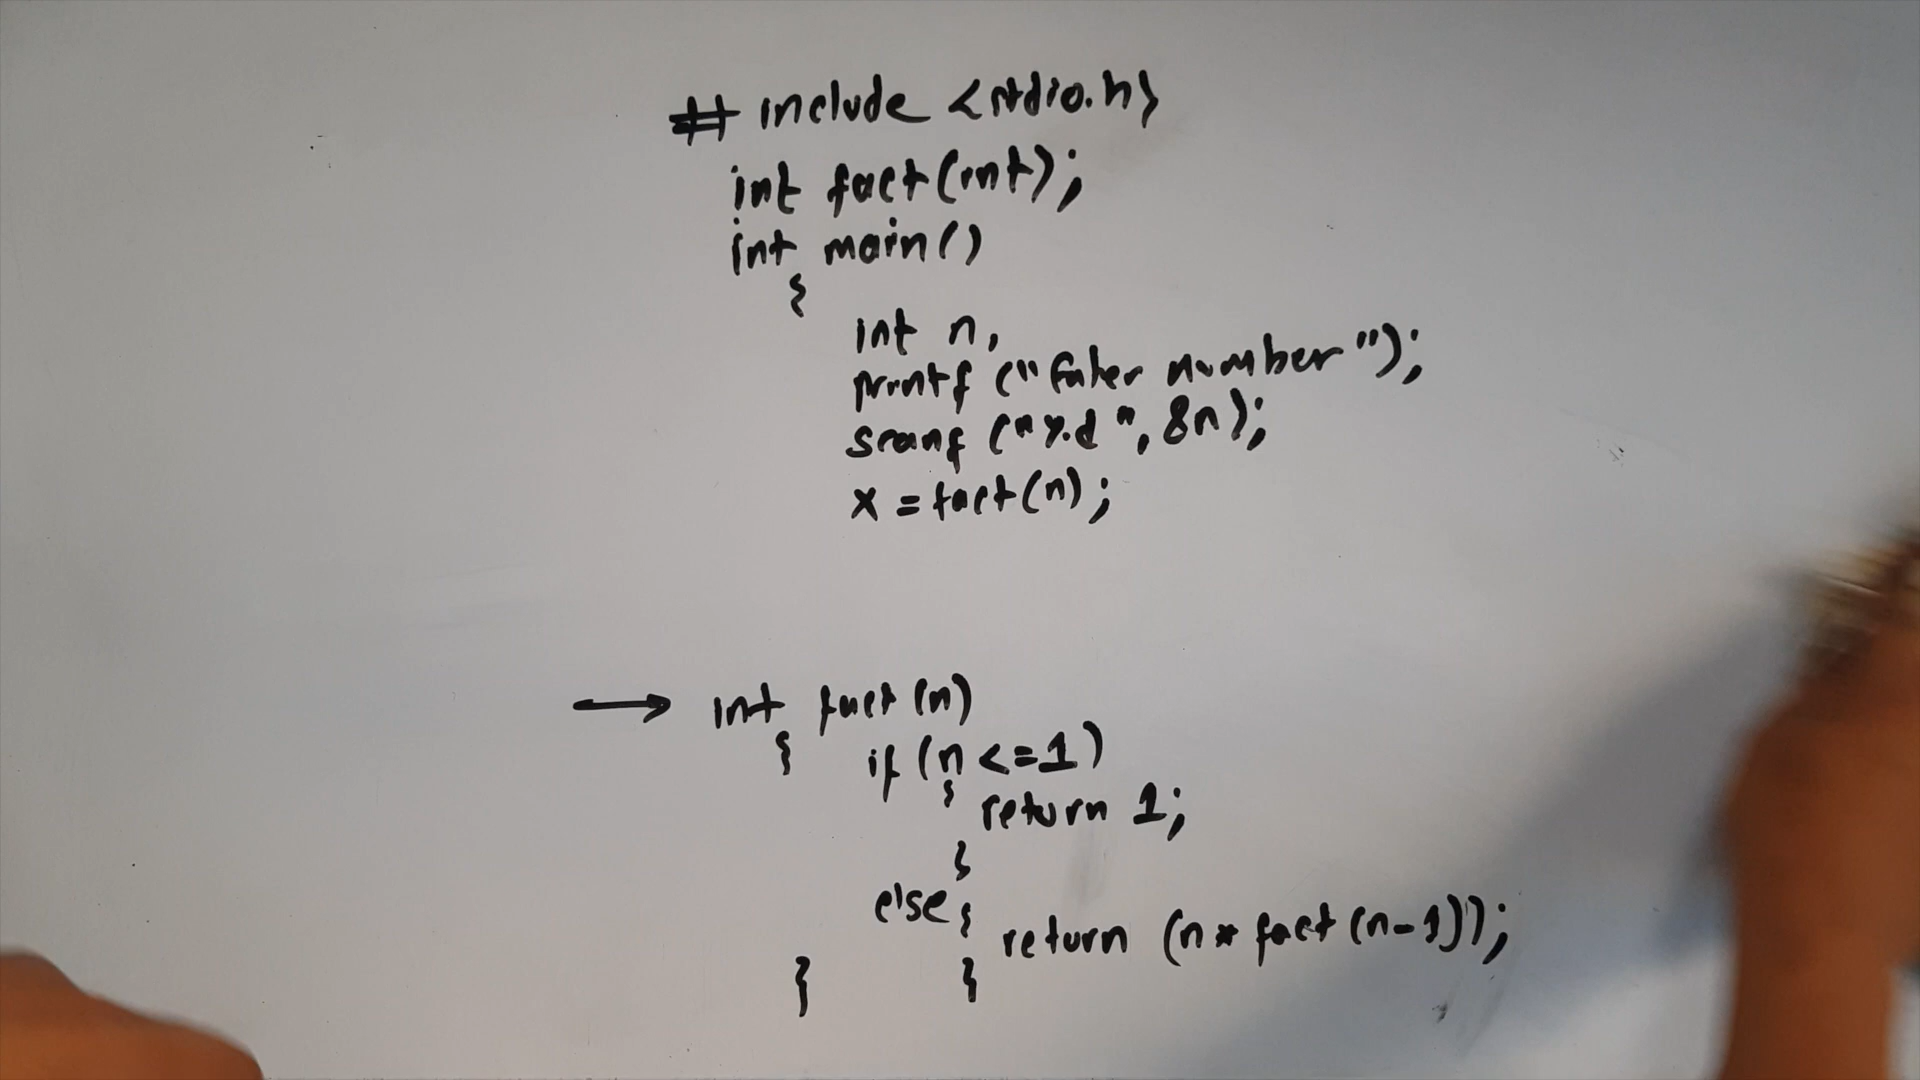 # include <stdio.h>
int fact(int);
int main()
{
int n,
printf ("Enter number");
scanf ("%d", &n);
x = fact(n);
int fact (n)
{ if (n <= 1)
{ return 1;
}
else {
return (n * fact (n-1));
} }